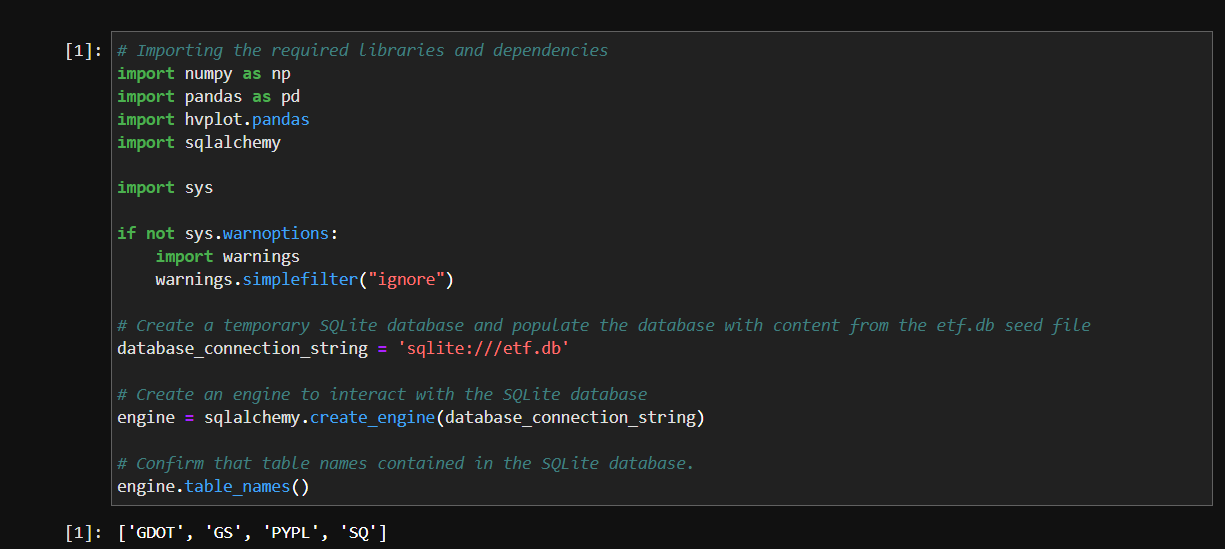 [1]: # Importing the required libraries and dependencies
import numpy as np
import pandas as pd
import hvplot.pandas
import sqlalchemy

import sys

if not sys.warnoptions:
    import warnings
    warnings.simplefilter("ignore")

# Create a temporary SQLite database and populate the database with content from the etf.db seed file
database_connection_string = 'sqlite:///etf.db'

# Create an engine to interact with the SQLite database
engine = sqlalchemy.create_engine(database_connection_string)

# Confirm that table names contained in the SQLite database.
engine.table_names()

[1]: ['GDOT', 'GS', 'PYPL', 'SQ']